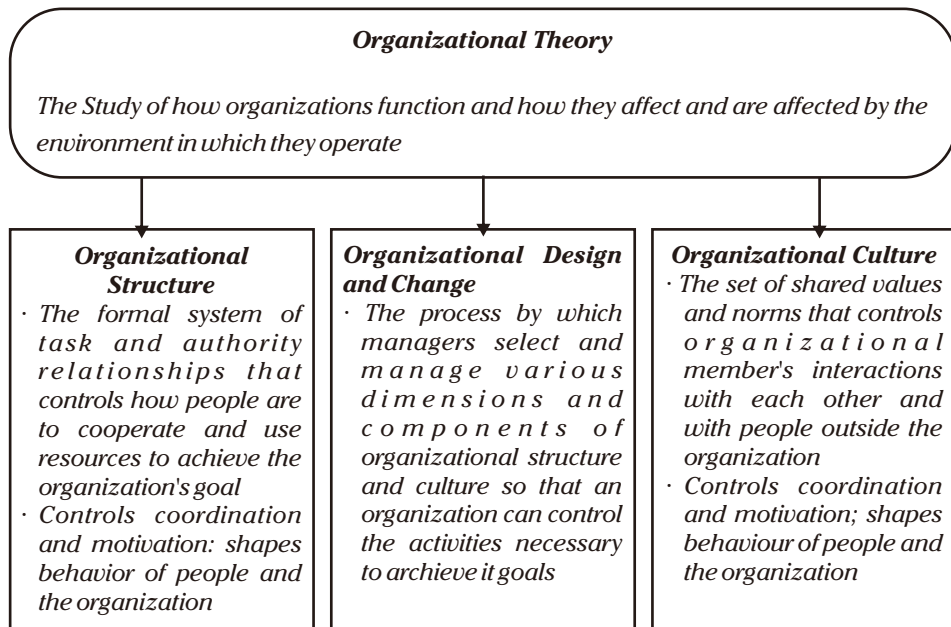 Organizational Theory
The Study of how organizations function and how they affect and are affected by the
environment in which they operate
Organizational
Structure
· The formal system of
task and authority
relationships that
controls how people are
to cooperate and use
resources to achieve the
organization's goal
· Controls coordination
and motivation: shapes
behavior of people and
the organization
Organizational Design
and Change
· The process by which
managers select and
manage various
dimensions and
components of
organizational structure
and culture so that an
organization can control
the activities necessary
to archieve it goals
Organizational Culture
· The set of shared values
and norms that controls
organizational
member's interactions
with each other and
with people outside the
organization
· Controls coordination
and motivation; shapes
behaviour of people and
the organization